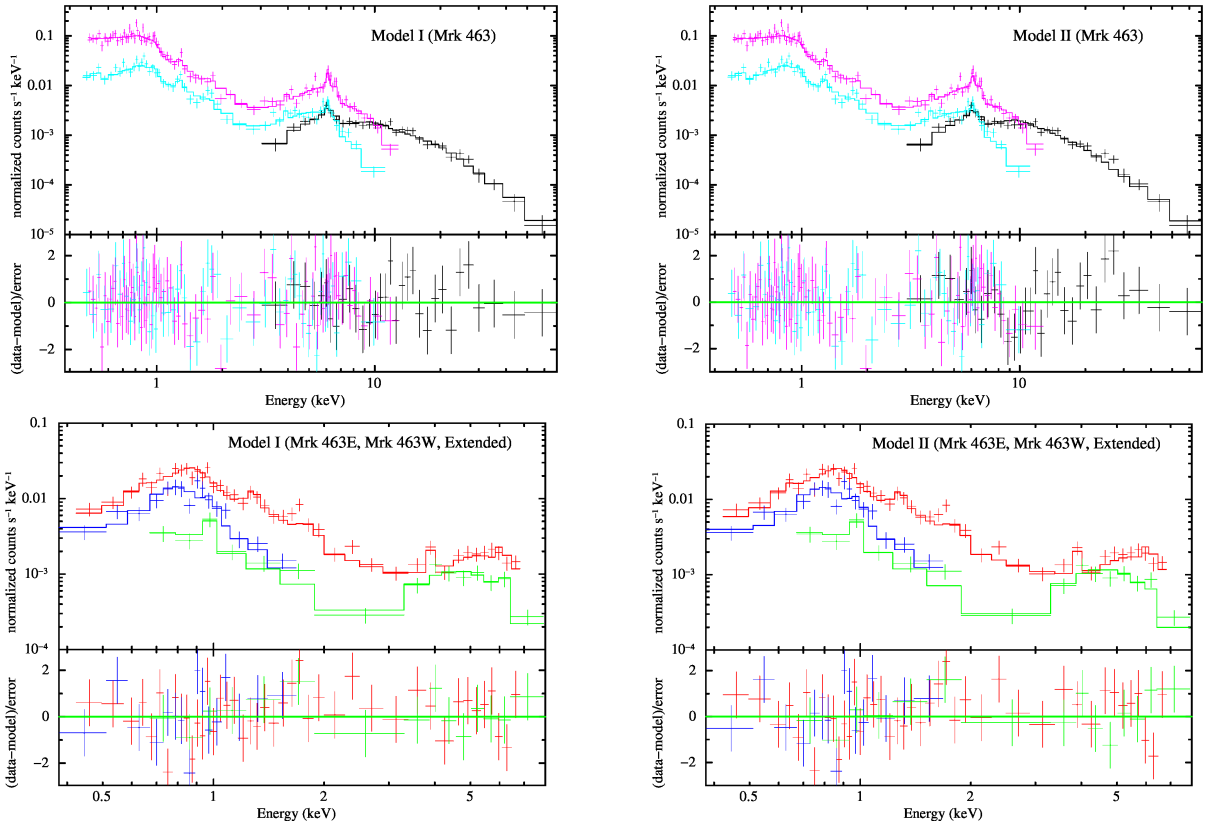 Model I (Mrk 463)
normalized counts s⁻¹ keV⁻¹
0.1
0.01
10⁻³
10⁻⁴
10⁻⁵
(data−model)/error
2
0
−2
1
10
Energy (keV)
Model II (Mrk 463)
normalized counts s⁻¹ keV⁻¹
0.1
0.01
10⁻³
10⁻⁴
10⁻⁵
(data−model)/error
2
0
−2
1
10
Energy (keV)
Model I (Mrk 463E, Mrk 463W, Extended)
normalized counts s⁻¹ keV⁻¹
0.1
0.01
10⁻³
10⁻⁴
(data−model)/error
2
0
−2
0.5
1
2
5
Energy (keV)
Model II (Mrk 463E, Mrk 463W, Extended)
normalized counts s⁻¹ keV⁻¹
0.1
0.01
10⁻³
10⁻⁴
(data−model)/error
2
0
−2
0.5
1
2
5
Energy (keV)